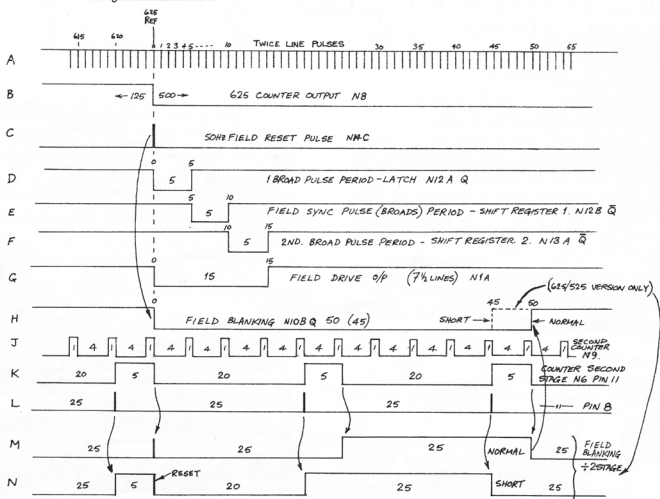 625
REF
615 620 0 1 2 3 4 5 ---- 10 TWICE LINE PULSES 30 35 40 45 50 55
A
B ← 125 500 → 625 COUNTER OUTPUT N8
C 50HZ FIELD RESET PULSE N14C
0 5
D 5 1 BROAD PULSE PERIOD - LATCH N12A Q
5 10
E 5 FIELD SYNC PULSE (BROADS) PERIOD - SHIFT REGISTER 1. N12B Q̄
10 15
F 5 2ND. BROAD PULSE PERIOD - SHIFT REGISTER 2. N13A Q̄
0 15
G 15 FIELD DRIVE O/P (7½ LINES) N1A
(625/525 VERSION ONLY)
0 45 50
H FIELD BLANKING N10B Q 50 (45) SHORT → ← NORMAL
J 1 4 1 4 1 4 1 4 1 4 1 4 1 4 1 4 1 4 1 4 1 4 1 4 1 4 1 SECOND COUNTER N9.
K 20 5 20 5 20 5 COUNTER SECOND STAGE N6 PIN 11
L 25 25 25 —"— PIN 8
M 25 25 25 NORMAL 25 FIELD BLANKING ÷2 STAGE
RESET
N 25 5 20 25 SHORT 25